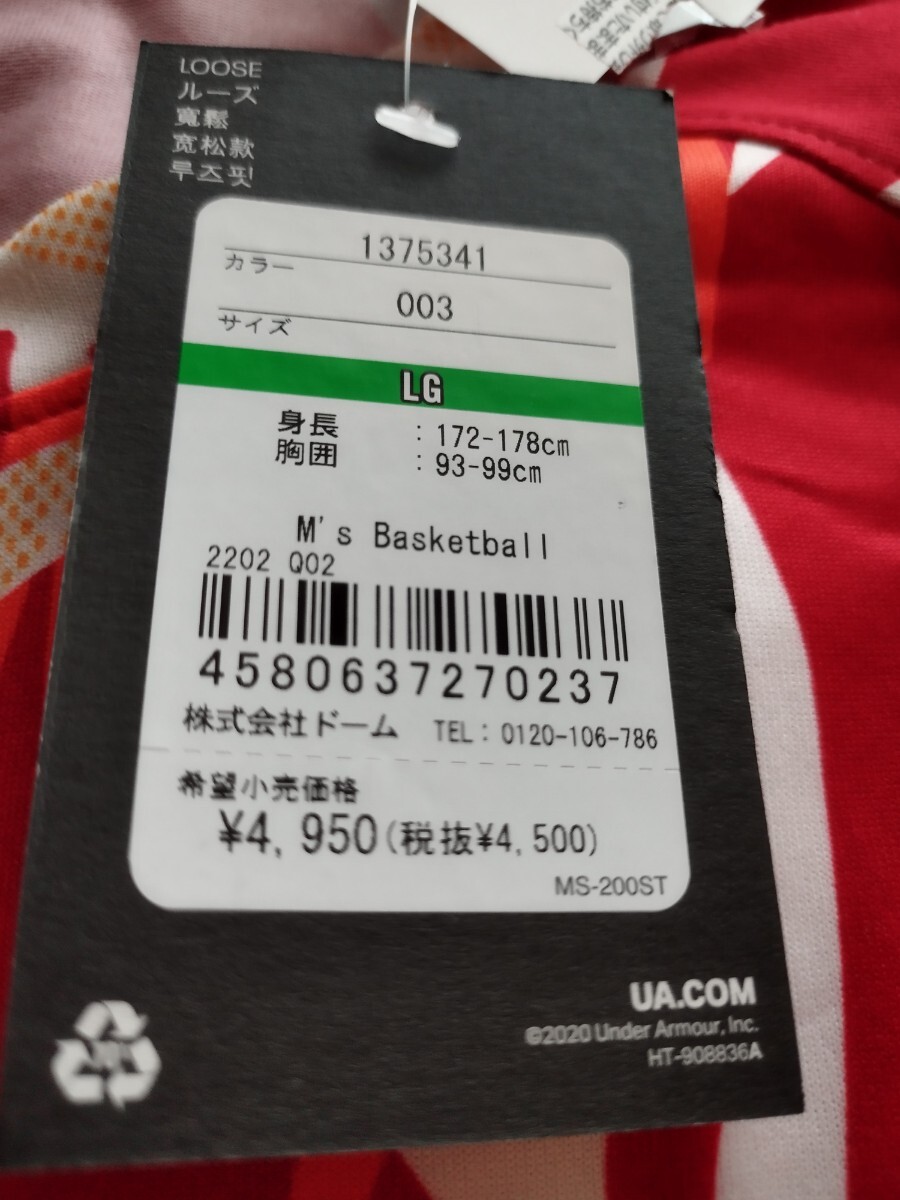 LOOSE
ルーズ
寬鬆
宽松款
루즈핏
1375341
カラー
003
サイズ
LG
身長 : 172-178cm
胸囲 : 93-99cm
M's Basketball
2202 Q02
4580637270237
株式会社ドーム TEL: 0120-106-786
希望小売価格
¥4,950(税抜¥4,500)
MS-200ST
UA.COM
©2020 Under Armour, Inc.
HT-908836A